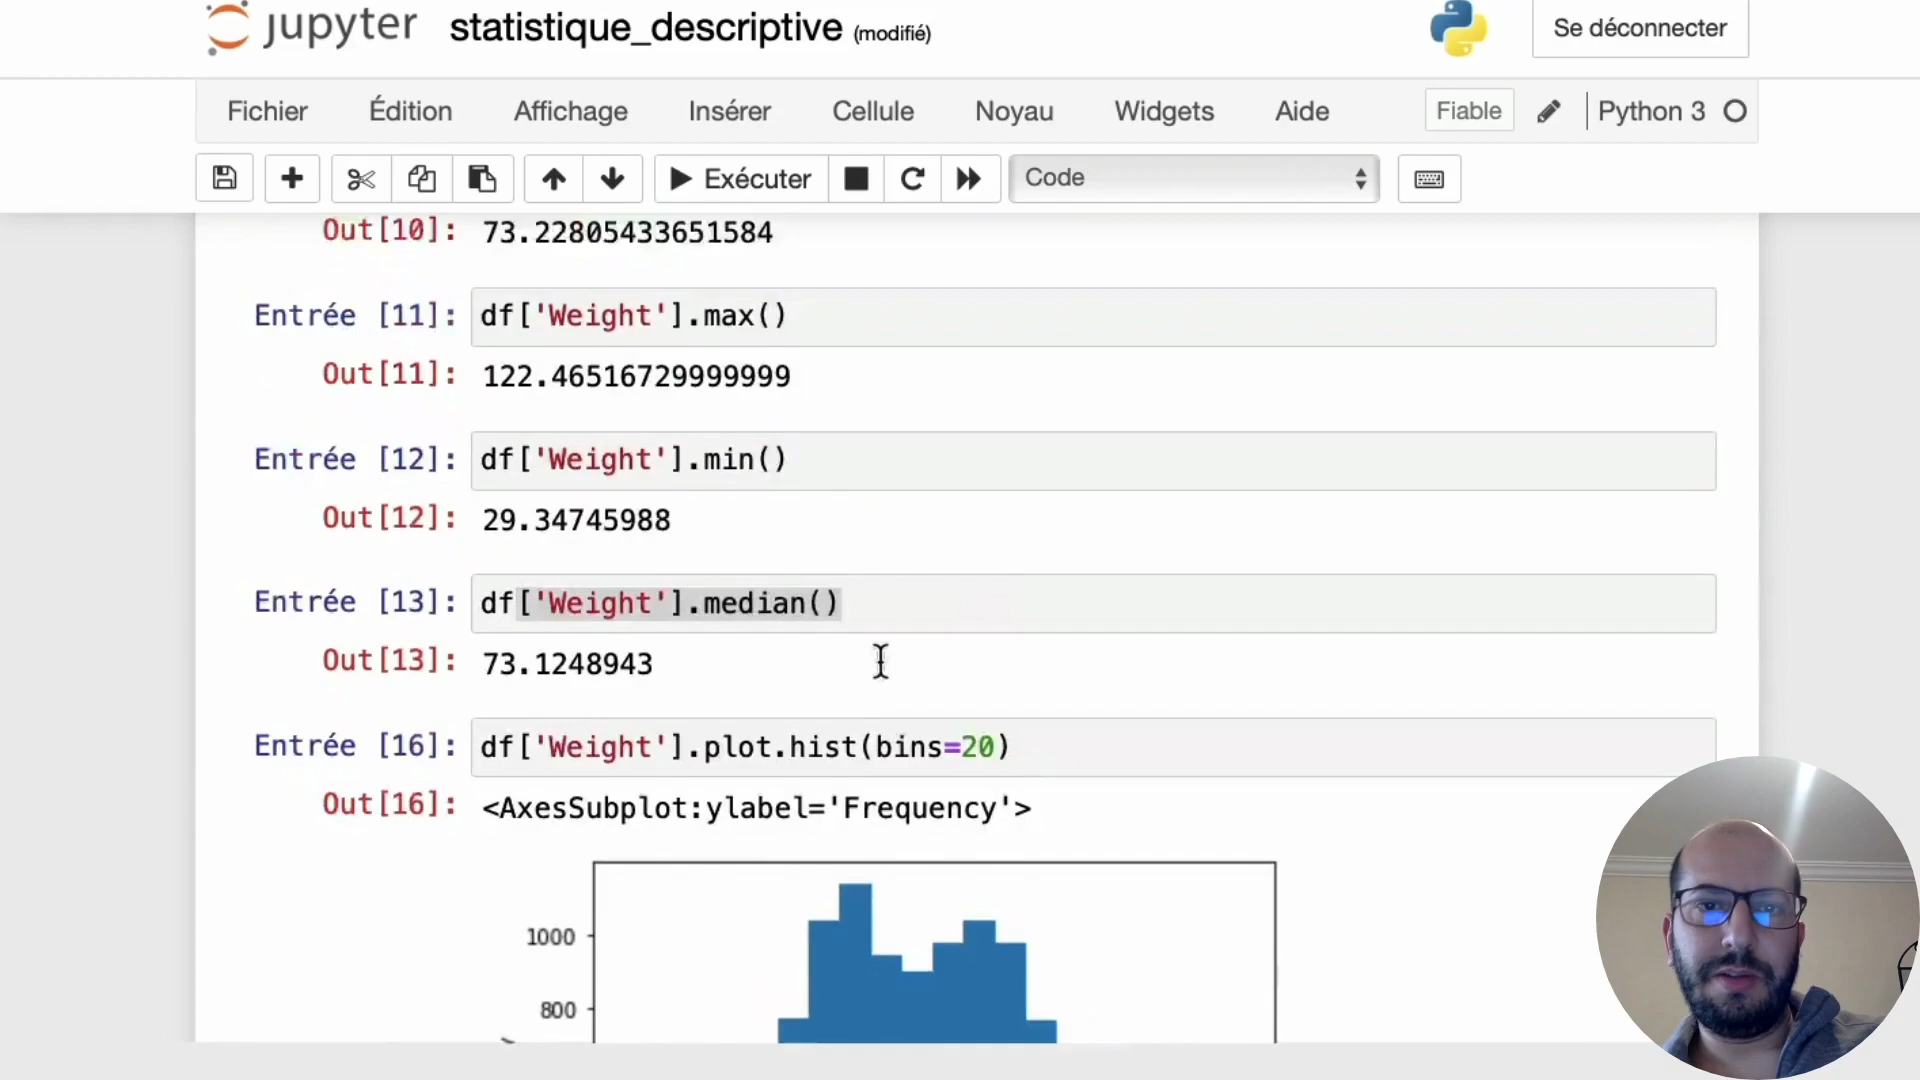 jupyter statistique_descriptive (modifié) Se déconnecter
Fichier Édition Affichage Insérer Cellule Noyau Widgets Aide Fiable Python 3
Exécuter Code
Out[10]: 73.22805433651584
Entrée [11]: df['Weight'].max()
Out[11]: 122.46516729999999
Entrée [12]: df['Weight'].min()
Out[12]: 29.34745988
Entrée [13]: df['Weight'].median()
Out[13]: 73.1248943
Entrée [16]: df['Weight'].plot.hist(bins=20)
Out[16]: <AxesSubplot:ylabel='Frequency'>
1000
800